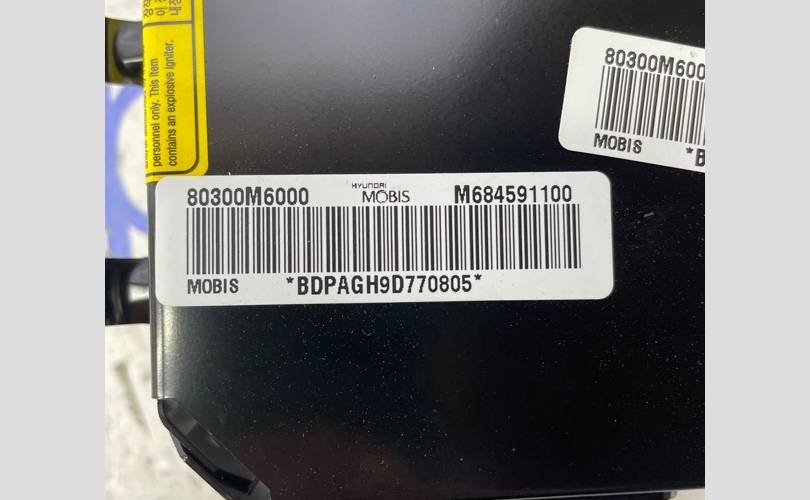 personnel only. This item
contains an explosive igniter.
80300M600
MOBIS *B
80300M6000 HYUNDAI MOBIS M684591100
MOBIS *BDPAGH9D770805*